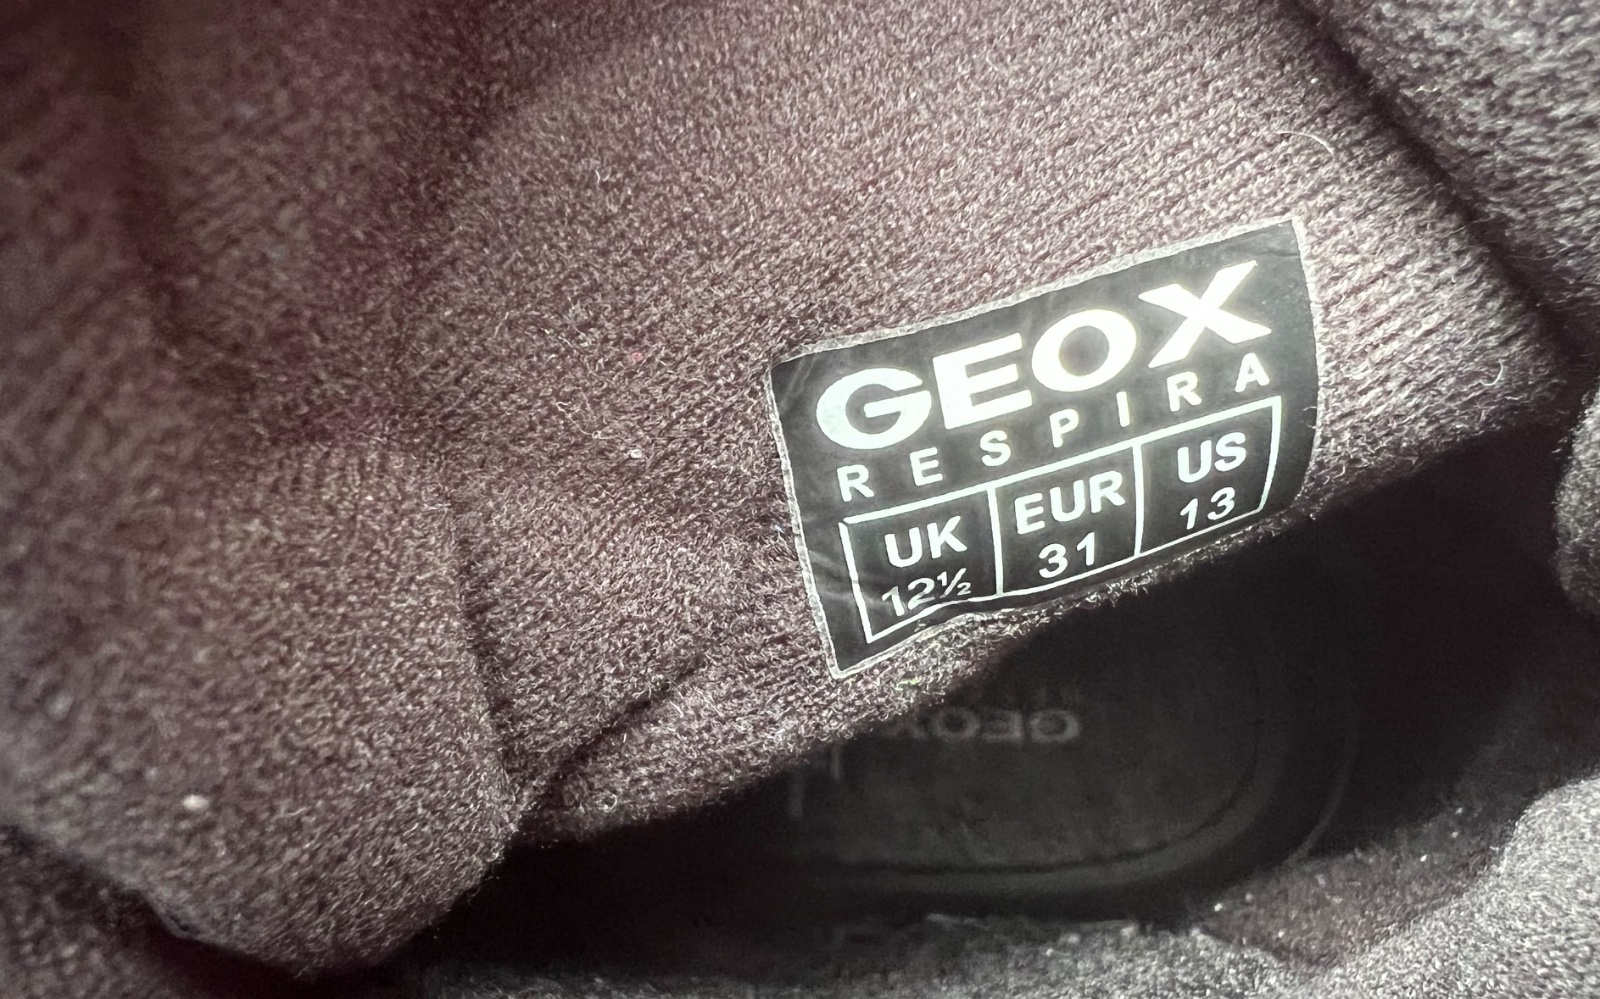 GEOX
RESPIRA
UK EUR US
12½ 31 13
GEOX